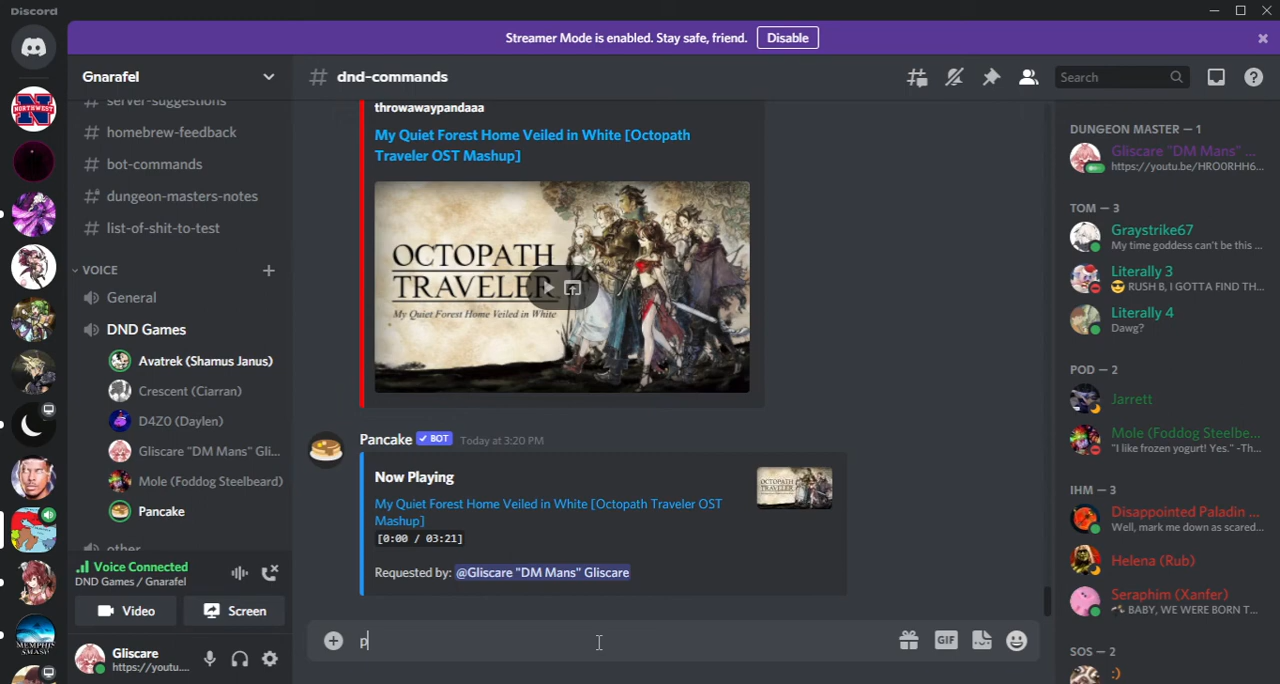 Discord
Streamer Mode is enabled. Stay safe, friend. Disable
Gnarafel
# dnd-commands
Search
server-suggestions
# homebrew-feedback
# bot-commands
dungeon-masters-notes
# list-of-shit-to-test
VOICE
General
DND Games
Avatrek (Shamus Janus)
Crescent (Ciarran)
D4Z0 (Daylen)
Gliscare "DM Mans" Gli...
Mole (Foddog Steelbeard)
Pancake
other
Voice Connected
DND Games / Gnarafel
Video
Screen
Gliscare
https://youtu....
NORTHWEST
N
MEMPHIS
SMASH
throwawaypandaaa
My Quiet Forest Home Veiled in White [Octopath
Traveler OST Mashup]
OCTOPATH
TRAVELER
My Quiet Forest Home Veiled in White
Pancake BOT Today at 3:20 PM
Now Playing
My Quiet Forest Home Veiled in White [Octopath Traveler OST
Mashup]
[0:00 / 03:21]
Requested by: @Gliscare "DM Mans" Gliscare
p
GIF
DUNGEON MASTER — 1
Gliscare "DM Mans" ...
https://youtu.be/HRO0RHH6...
TOM — 3
Graystrike67
My time goddess can't be this ...
Literally 3
😎 RUSH B, I GOTTA FIND TH...
Literally 4
Dawg?
POD — 2
Jarrett
Mole (Foddog Steelbe...
"I like frozen yogurt! Yes." -Th...
IHM — 3
Disappointed Paladin ...
Well, mark me down as scared...
Helena (Rub)
Seraphim (Xanfer)
BABY, WE WERE BORN T...
SOS — 2
:)